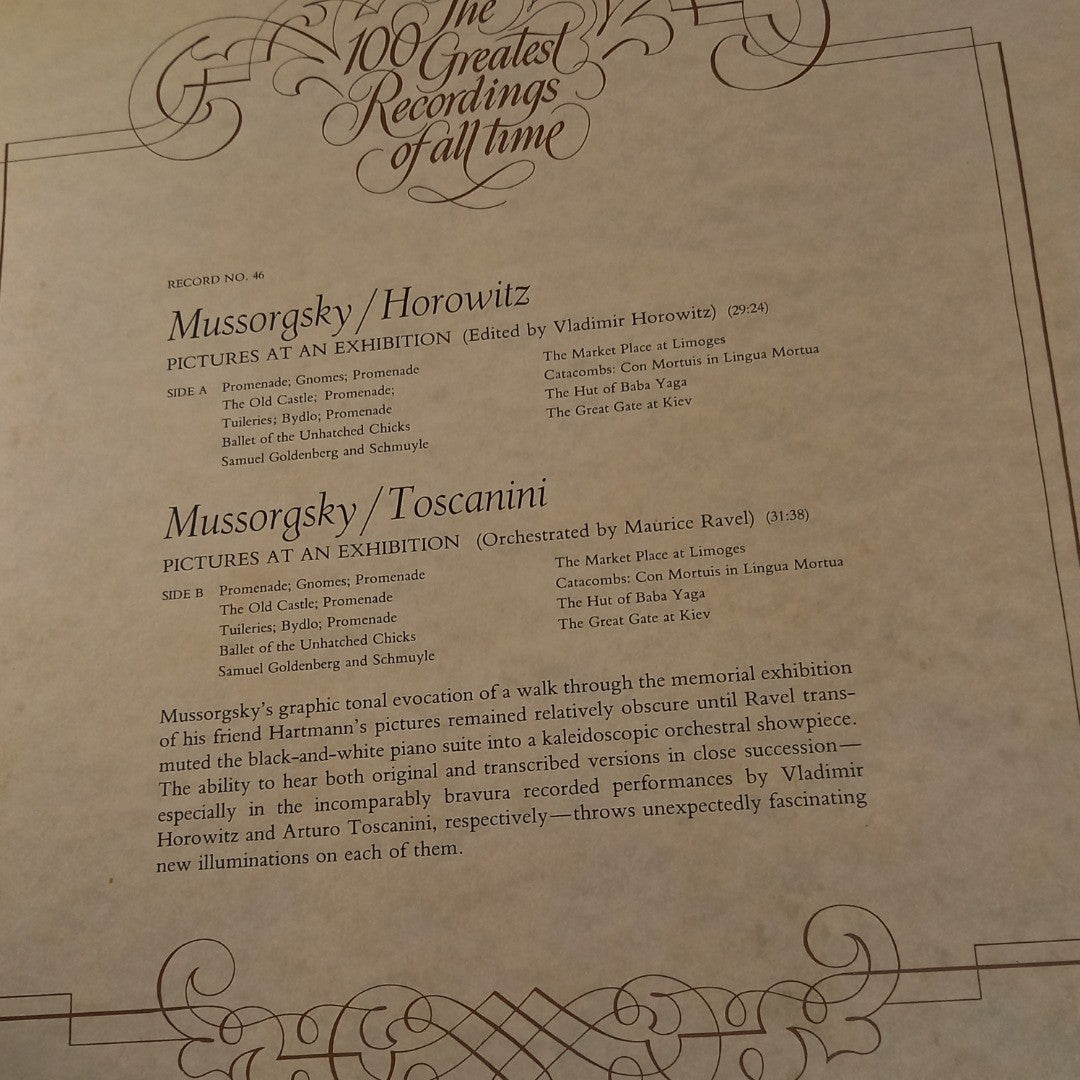 The
100 Greatest
Recordings
of all time
RECORD NO. 46
Mussorgsky/Horowitz
PICTURES AT AN EXHIBITION (Edited by Vladimir Horowitz) (29:24)
SIDE A Promenade; Gnomes; Promenade
The Old Castle; Promenade;
Tuileries; Bydlo; Promenade
Ballet of the Unhatched Chicks
Samuel Goldenberg and Schmuyle
The Market Place at Limoges
Catacombs: Con Mortuis in Lingua Mortua
The Hut of Baba Yaga
The Great Gate at Kiev
Mussorgsky/Toscanini
PICTURES AT AN EXHIBITION (Orchestrated by Maurice Ravel) (31:38)
SIDE B Promenade; Gnomes; Promenade
The Old Castle; Promenade
Tuileries; Bydlo; Promenade
Ballet of the Unhatched Chicks
Samuel Goldenberg and Schmuyle
The Market Place at Limoges
Catacombs: Con Mortuis in Lingua Mortua
The Hut of Baba Yaga
The Great Gate at Kiev
Mussorgsky's graphic tonal evocation of a walk through the memorial exhibition
of his friend Hartmann's pictures remained relatively obscure until Ravel trans-
muted the black-and-white piano suite into a kaleidoscopic orchestral showpiece.
The ability to hear both original and transcribed versions in close succession—
especially in the incomparably bravura recorded performances by Vladimir
Horowitz and Arturo Toscanini, respectively—throws unexpectedly fascinating
new illuminations on each of them.